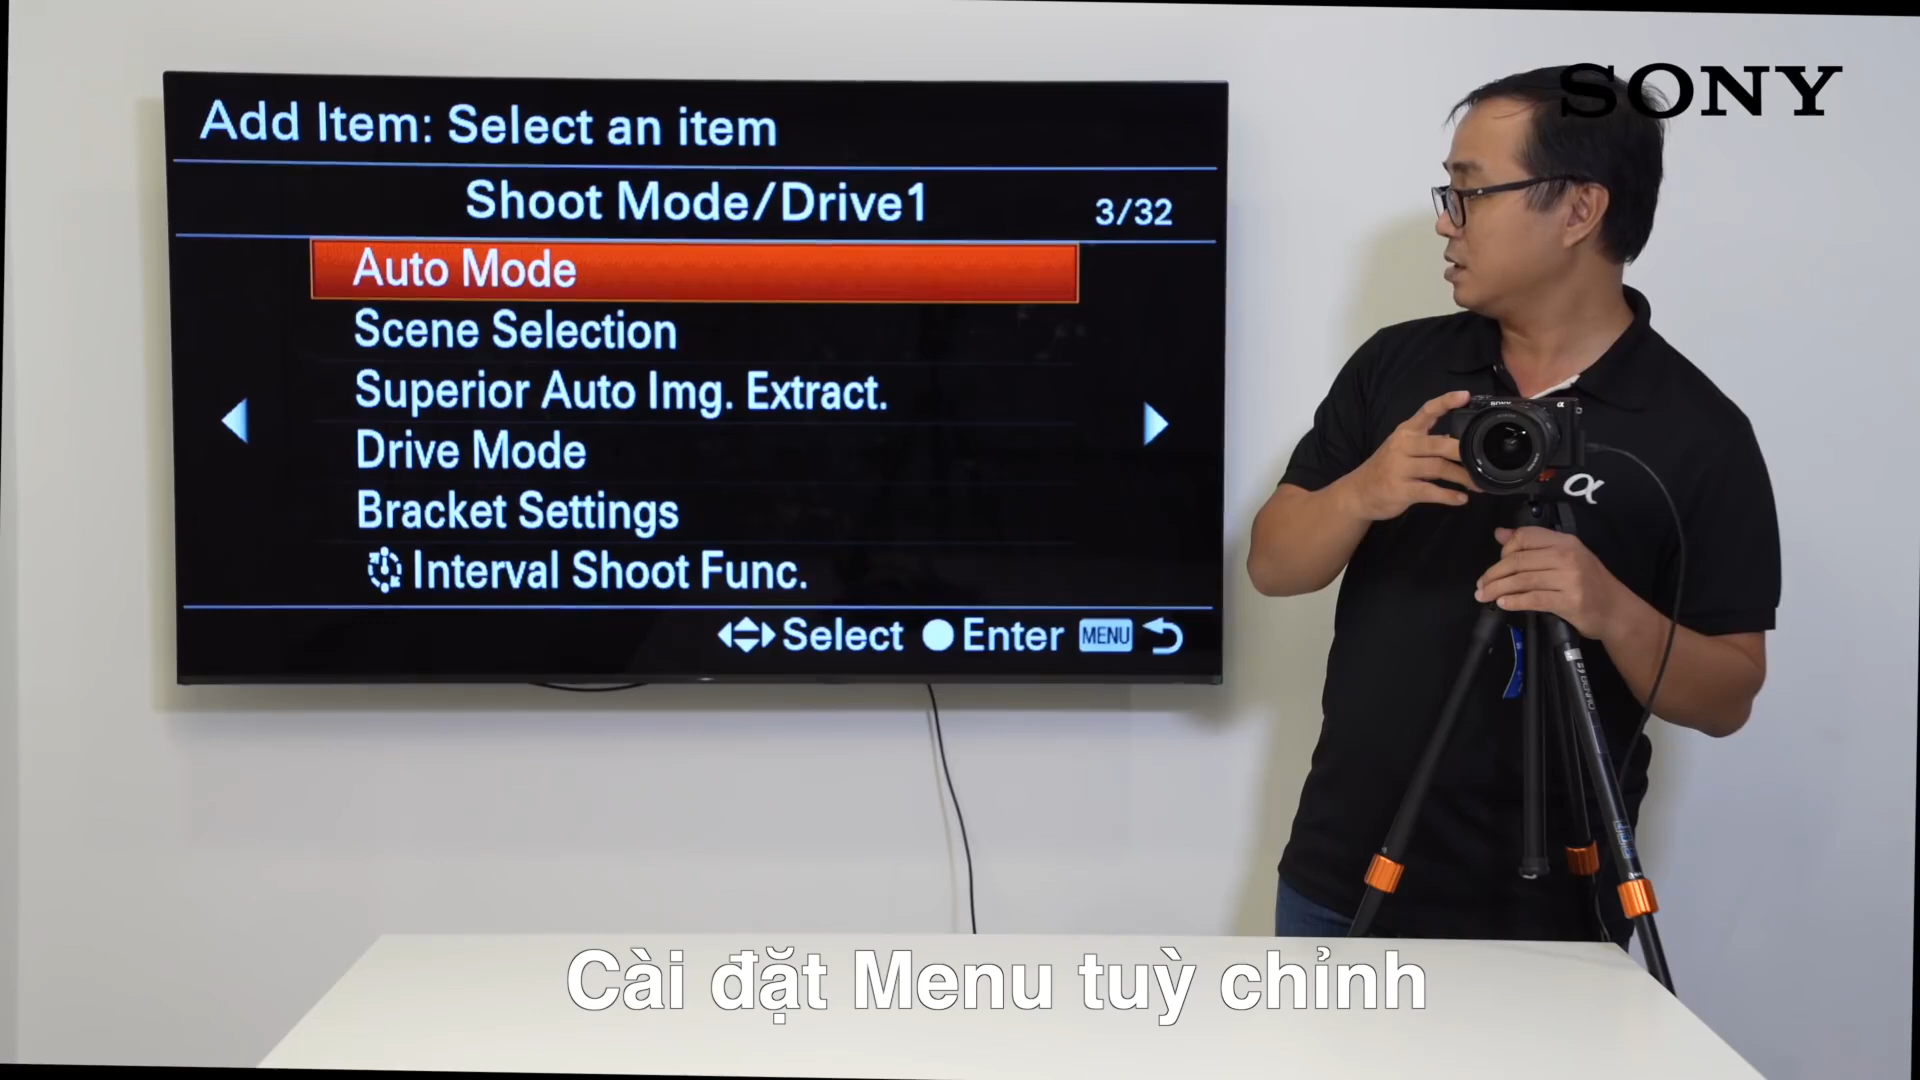 SONY
Add Item: Select an item
Shoot Mode/Drive1
3/32
Auto Mode
Scene Selection
Superior Auto Img. Extract.
Drive Mode
Bracket Settings
Interval Shoot Func.
Select Enter MENU
SONY α
α
Cài đặt Menu tuỳ chỉnh